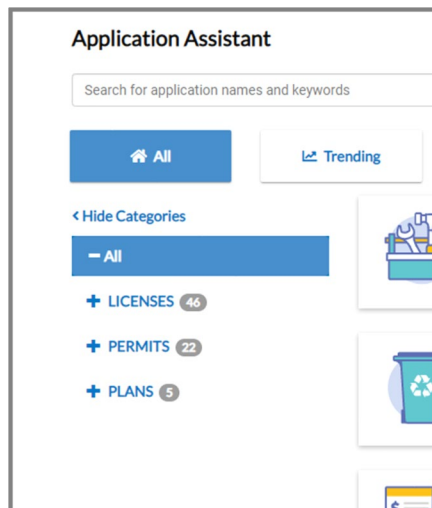 Application Assistant
Search for application names and keywords
All
Trending
Hide Categories
All
LICENSES 46
PERMITS 22
PLANS 5
$